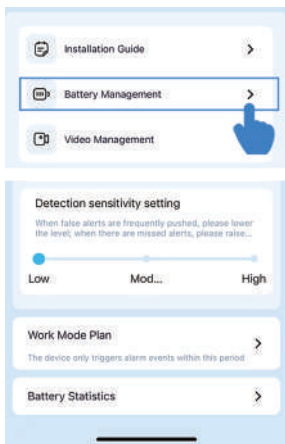 Installation Guide
Battery Management
Video Management
Detection sensitivity setting
When false alerts are frequently pushed, please lower
the level; when there are missed alerts, please raise...
Low Mod... High
Work Mode Plan
The device only triggers alarm events within this period
Battery Statistics